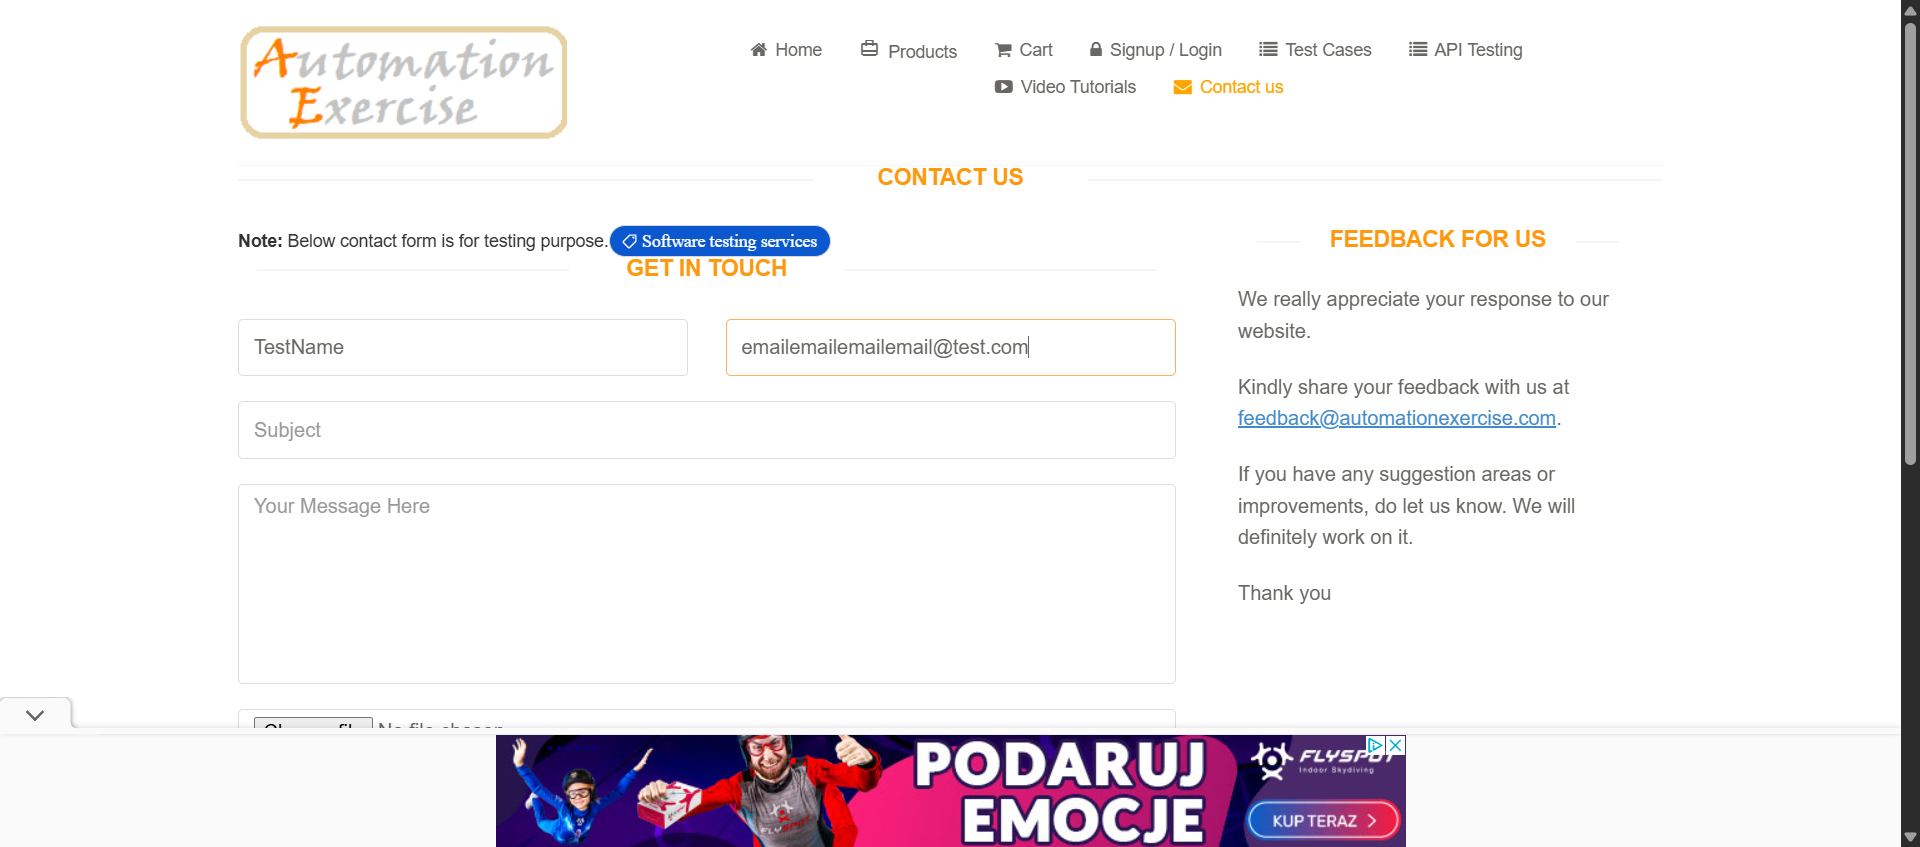 Automation
Exercise
Home
Products
Cart
Signup / Login
Test Cases
API Testing
Video Tutorials
Contact us
CONTACT US
Note: Below contact form is for testing purpose.
Software testing services
GET IN TOUCH
TestName
emailemailemailemail@test.com
Subject
Your Message Here
FEEDBACK FOR US
We really appreciate your response to our
website.
Kindly share your feedback with us at
feedback@automationexercise.com.
If you have any suggestion areas or
improvements, do let us know. We will
definitely work on it.
Thank you
PODARUJ
EMOCJE
FLYSPOT
Indoor Skydiving
KUP TERAZ
FLYSPOT